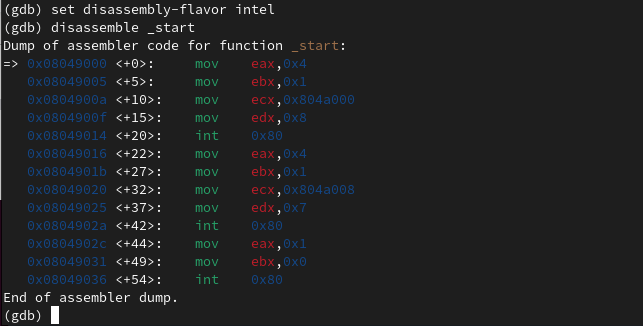 (gdb) set disassembly-flavor intel
(gdb) disassemble _start
Dump of assembler code for function _start:
=> 0x08049000 <+0>:     mov    eax,0x4
   0x08049005 <+5>:     mov    ebx,0x1
   0x0804900a <+10>:    mov    ecx,0x804a000
   0x0804900f <+15>:    mov    edx,0x8
   0x08049014 <+20>:    int    0x80
   0x08049016 <+22>:    mov    eax,0x4
   0x0804901b <+27>:    mov    ebx,0x1
   0x08049020 <+32>:    mov    ecx,0x804a008
   0x08049025 <+37>:    mov    edx,0x7
   0x0804902a <+42>:    int    0x80
   0x0804902c <+44>:    mov    eax,0x1
   0x08049031 <+49>:    mov    ebx,0x0
   0x08049036 <+54>:    int    0x80
End of assembler dump.
(gdb)